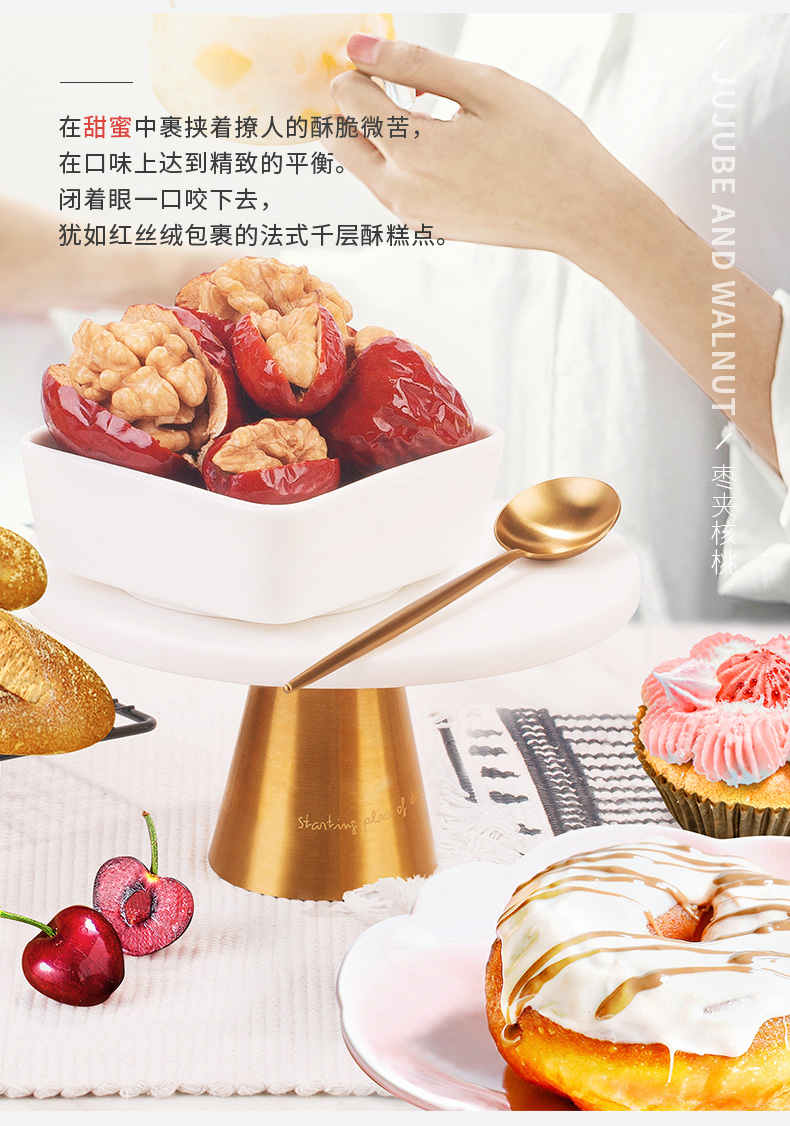 在甜蜜中裹挟着撩人的酥脆微苦，
在口味上达到精致的平衡。
闭着眼一口咬下去，
犹如红丝绒包裹的法式千层酥糕点。
JUJUBE AND WALNUT
枣夹核桃
Starting place of